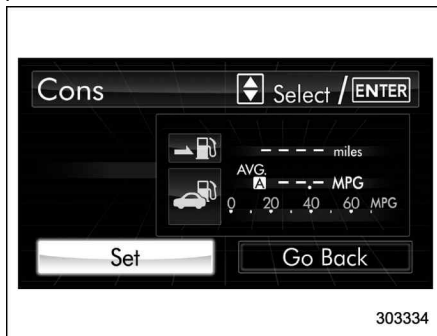 Cons Select / ENTER
- - - - miles
AVG.
A - - . - MPG
0 . 20 . 40 . 60 MPG
Set Go Back
303334